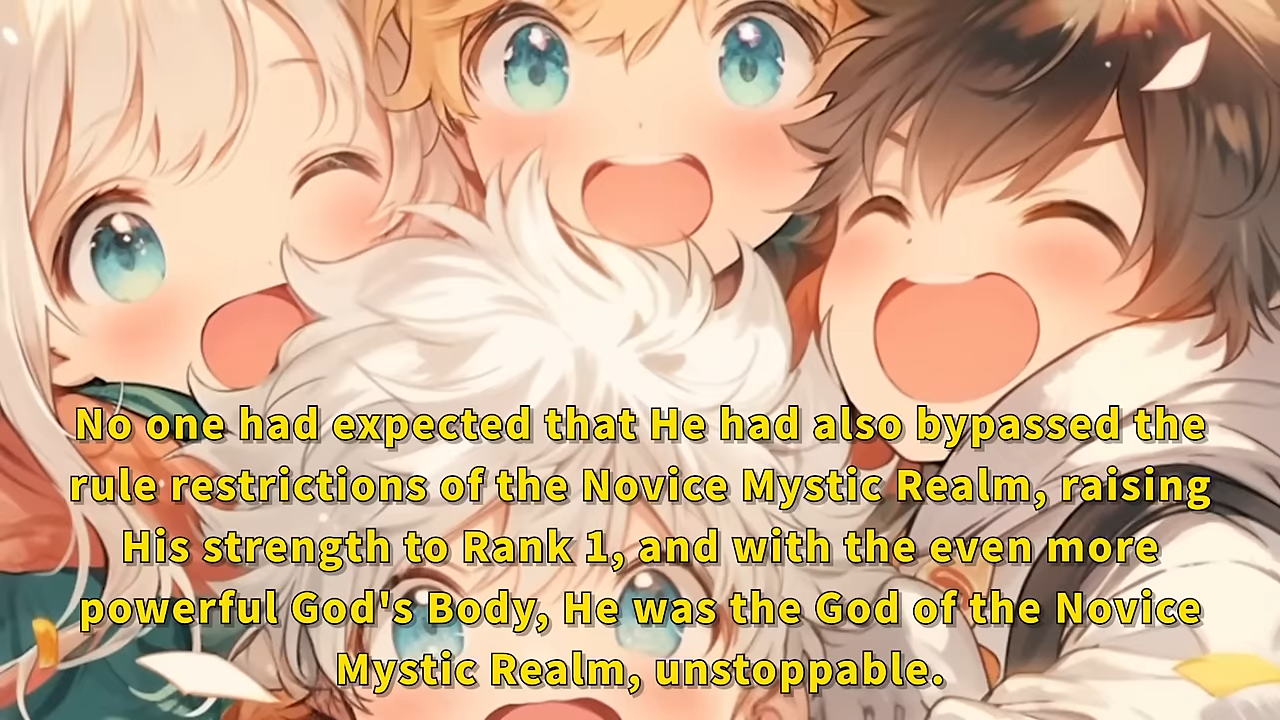 No one had expected that He had also bypassed the
rule restrictions of the Novice Mystic Realm, raising
His strength to Rank 1, and with the even more
powerful God's Body, He was the God of the Novice
Mystic Realm, unstoppable.